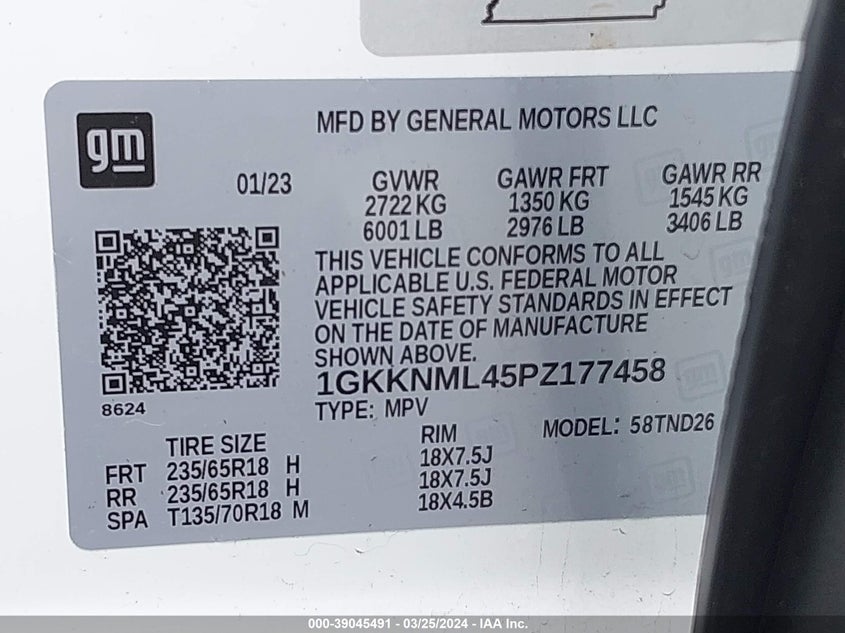 gm
MFD BY GENERAL MOTORS LLC
01/23
GVWR GAWR FRT GAWR RR
2722 KG 1350 KG 1545 KG
6001 LB 2976 LB 3406 LB
THIS VEHICLE CONFORMS TO ALL
APPLICABLE U.S. FEDERAL MOTOR
VEHICLE SAFETY STANDARDS IN EFFECT
ON THE DATE OF MANUFACTURE
SHOWN ABOVE.
1GKKNML45PZ177458
8624
TYPE: MPV
MODEL: 58TND26
TIRE SIZE RIM
FRT 235/65R18 H 18X7.5J
RR 235/65R18 H 18X7.5J
SPA T135/70R18 M 18X4.5B
000-39045491 - 03/25/2024 - IAA Inc.